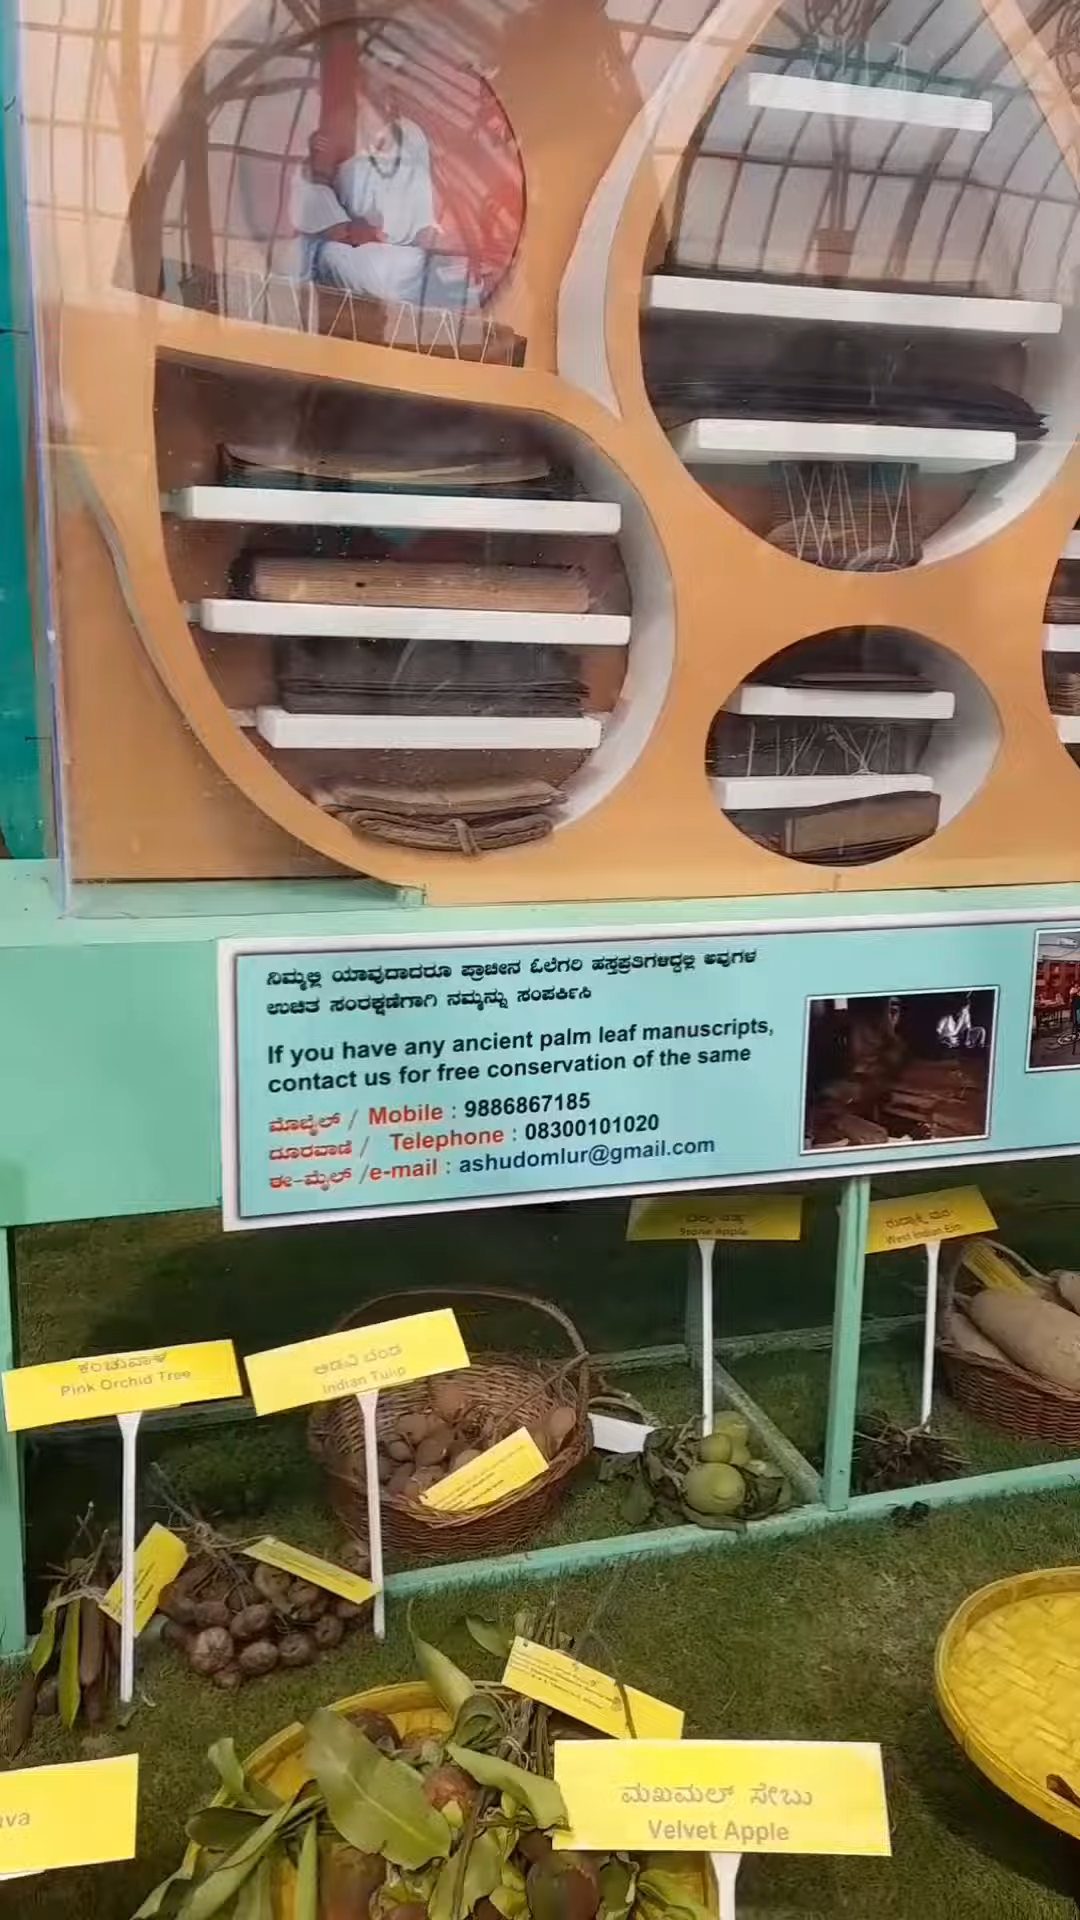 ನಿಮ್ಮಲ್ಲಿ ಯಾವುದಾದರೂ ಪ್ರಾಚೀನ ಓಲೆಗರಿ ಹಸ್ತಪ್ರತಿಗಳಿದ್ದಲ್ಲಿ ಅವುಗಳ
ಉಚಿತ ಸಂರಕ್ಷಣೆಗಾಗಿ ನಮ್ಮನ್ನು ಸಂಪರ್ಕಿಸಿ
If you have any ancient palm leaf manuscripts,
contact us for free conservation of the same
ಮೊಬೈಲ್ / Mobile : 9886867185
ದೂರವಾಣಿ / Telephone : 08300101020
ಈ-ಮೈಲ್ /e-mail : ashudomlur@gmail.com
Stone Apple
West Indian Elm
ಕಂಚುವಾಳ
Pink Orchid Tree
ಅಡವಿ ಬೆಂಡೆ
Indian Tulip
ಮಖಮಲ್ ಸೇಬು
Velvet Apple